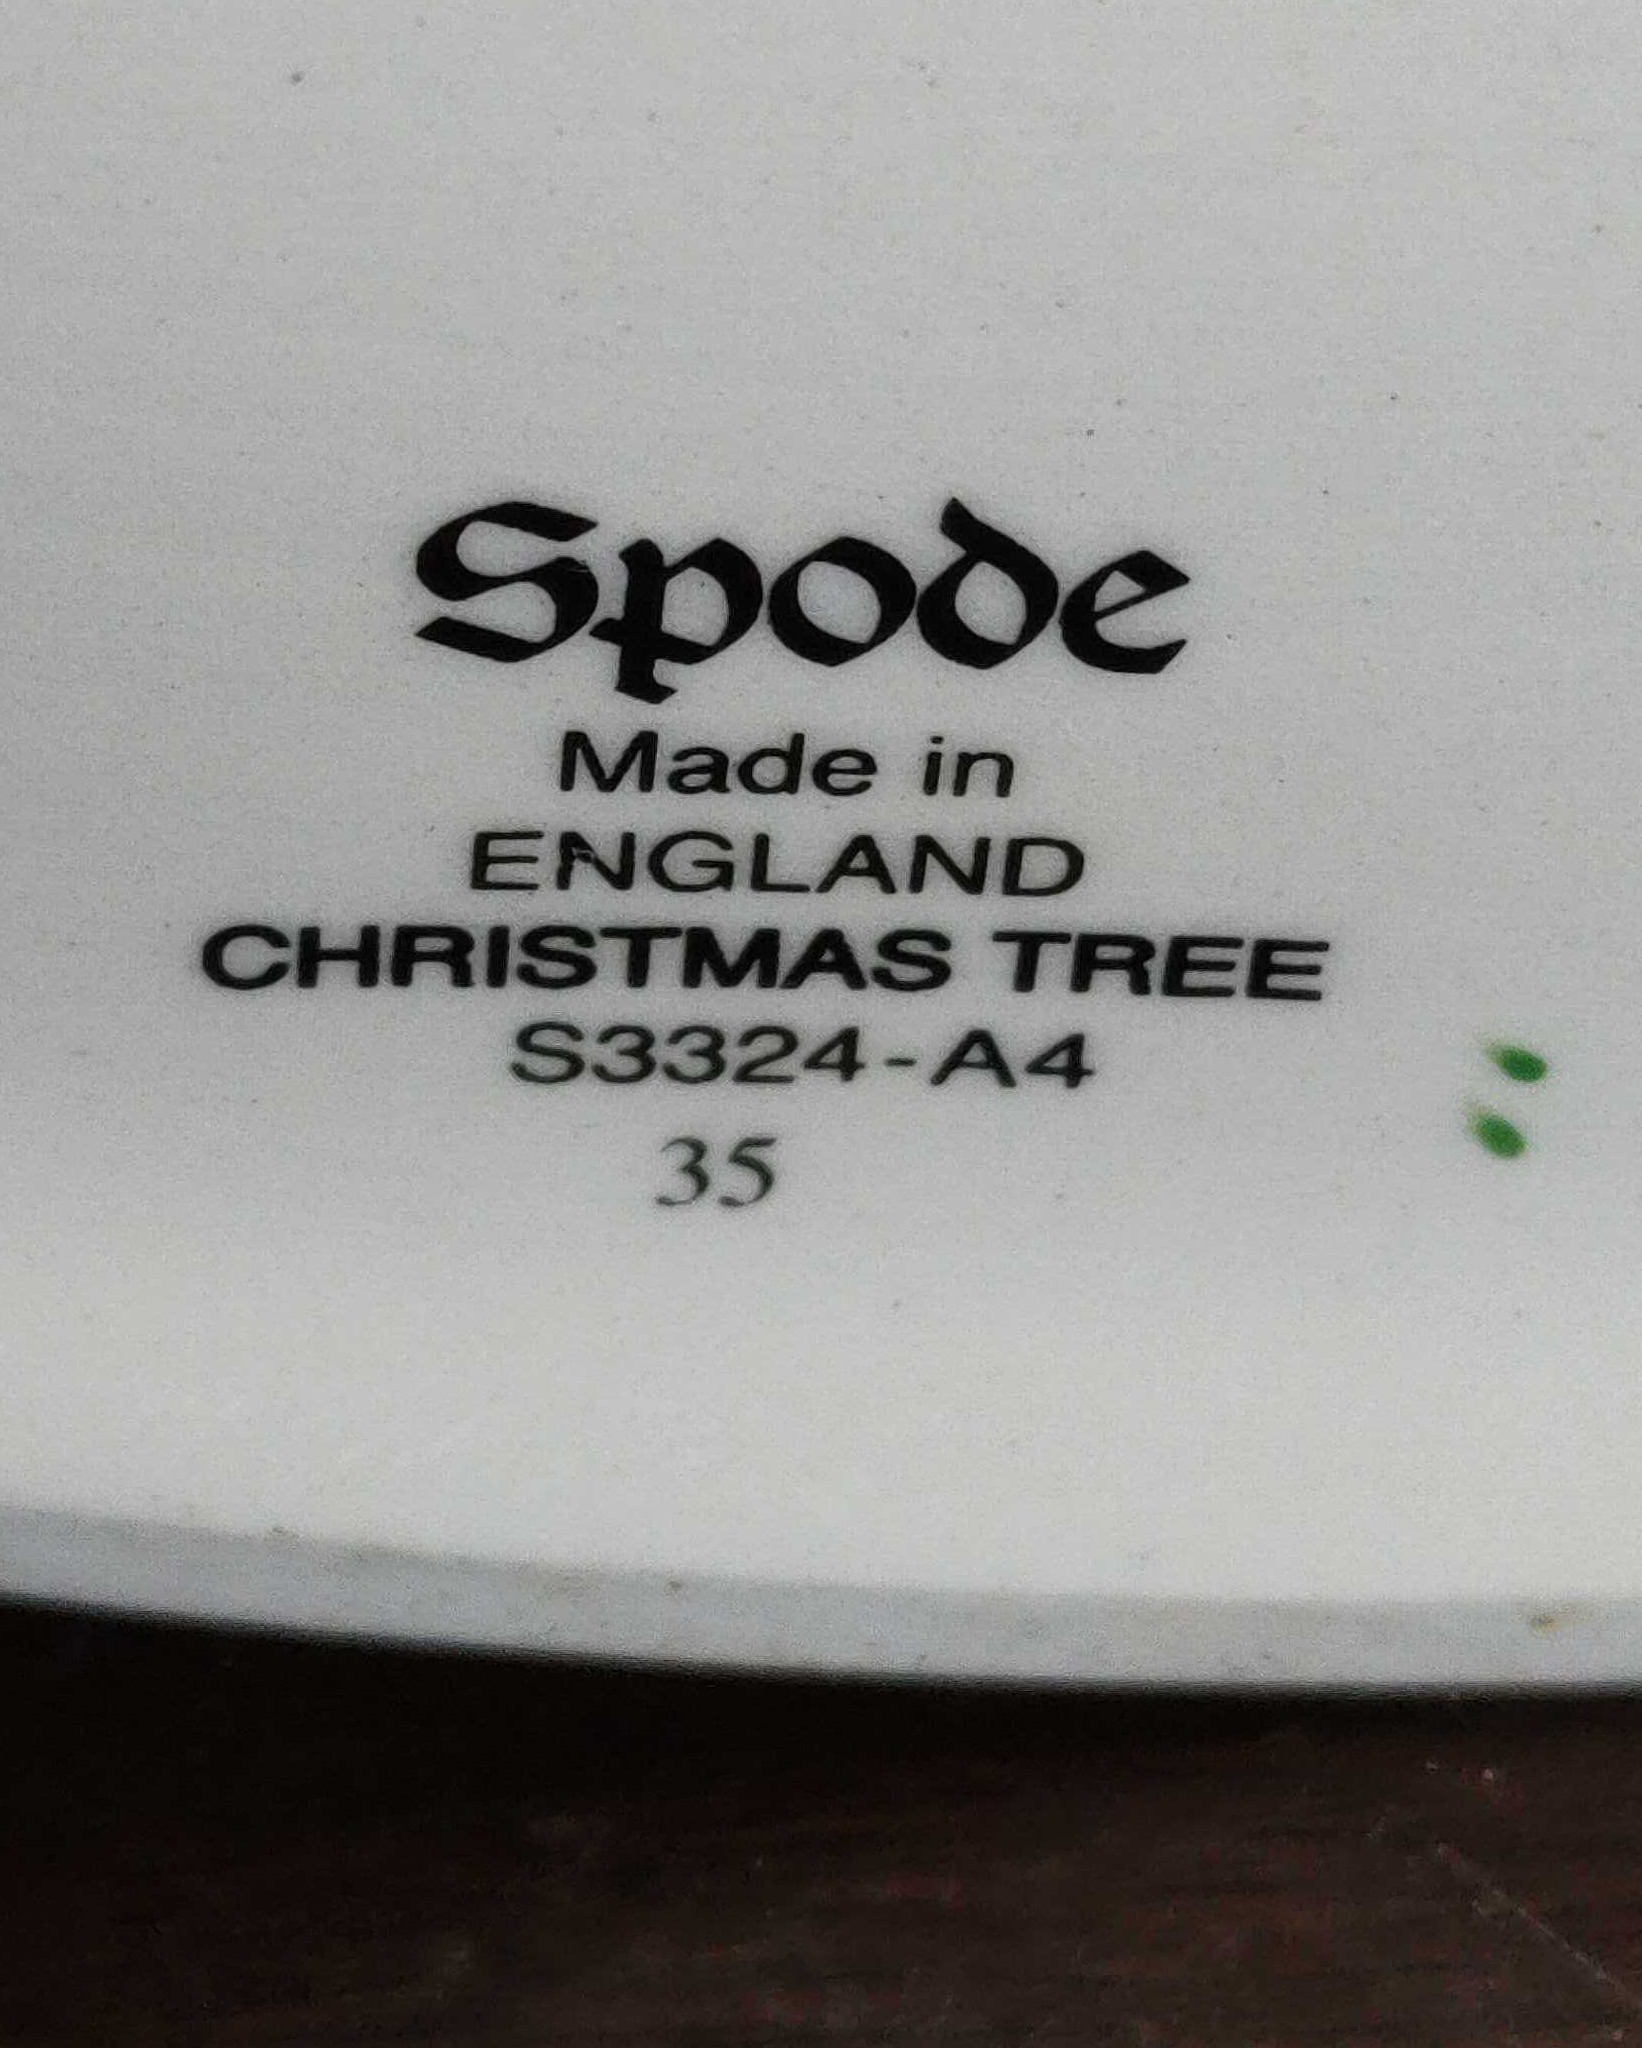 Spode
Made in
ENGLAND
CHRISTMAS TREE
S3324-A4
35